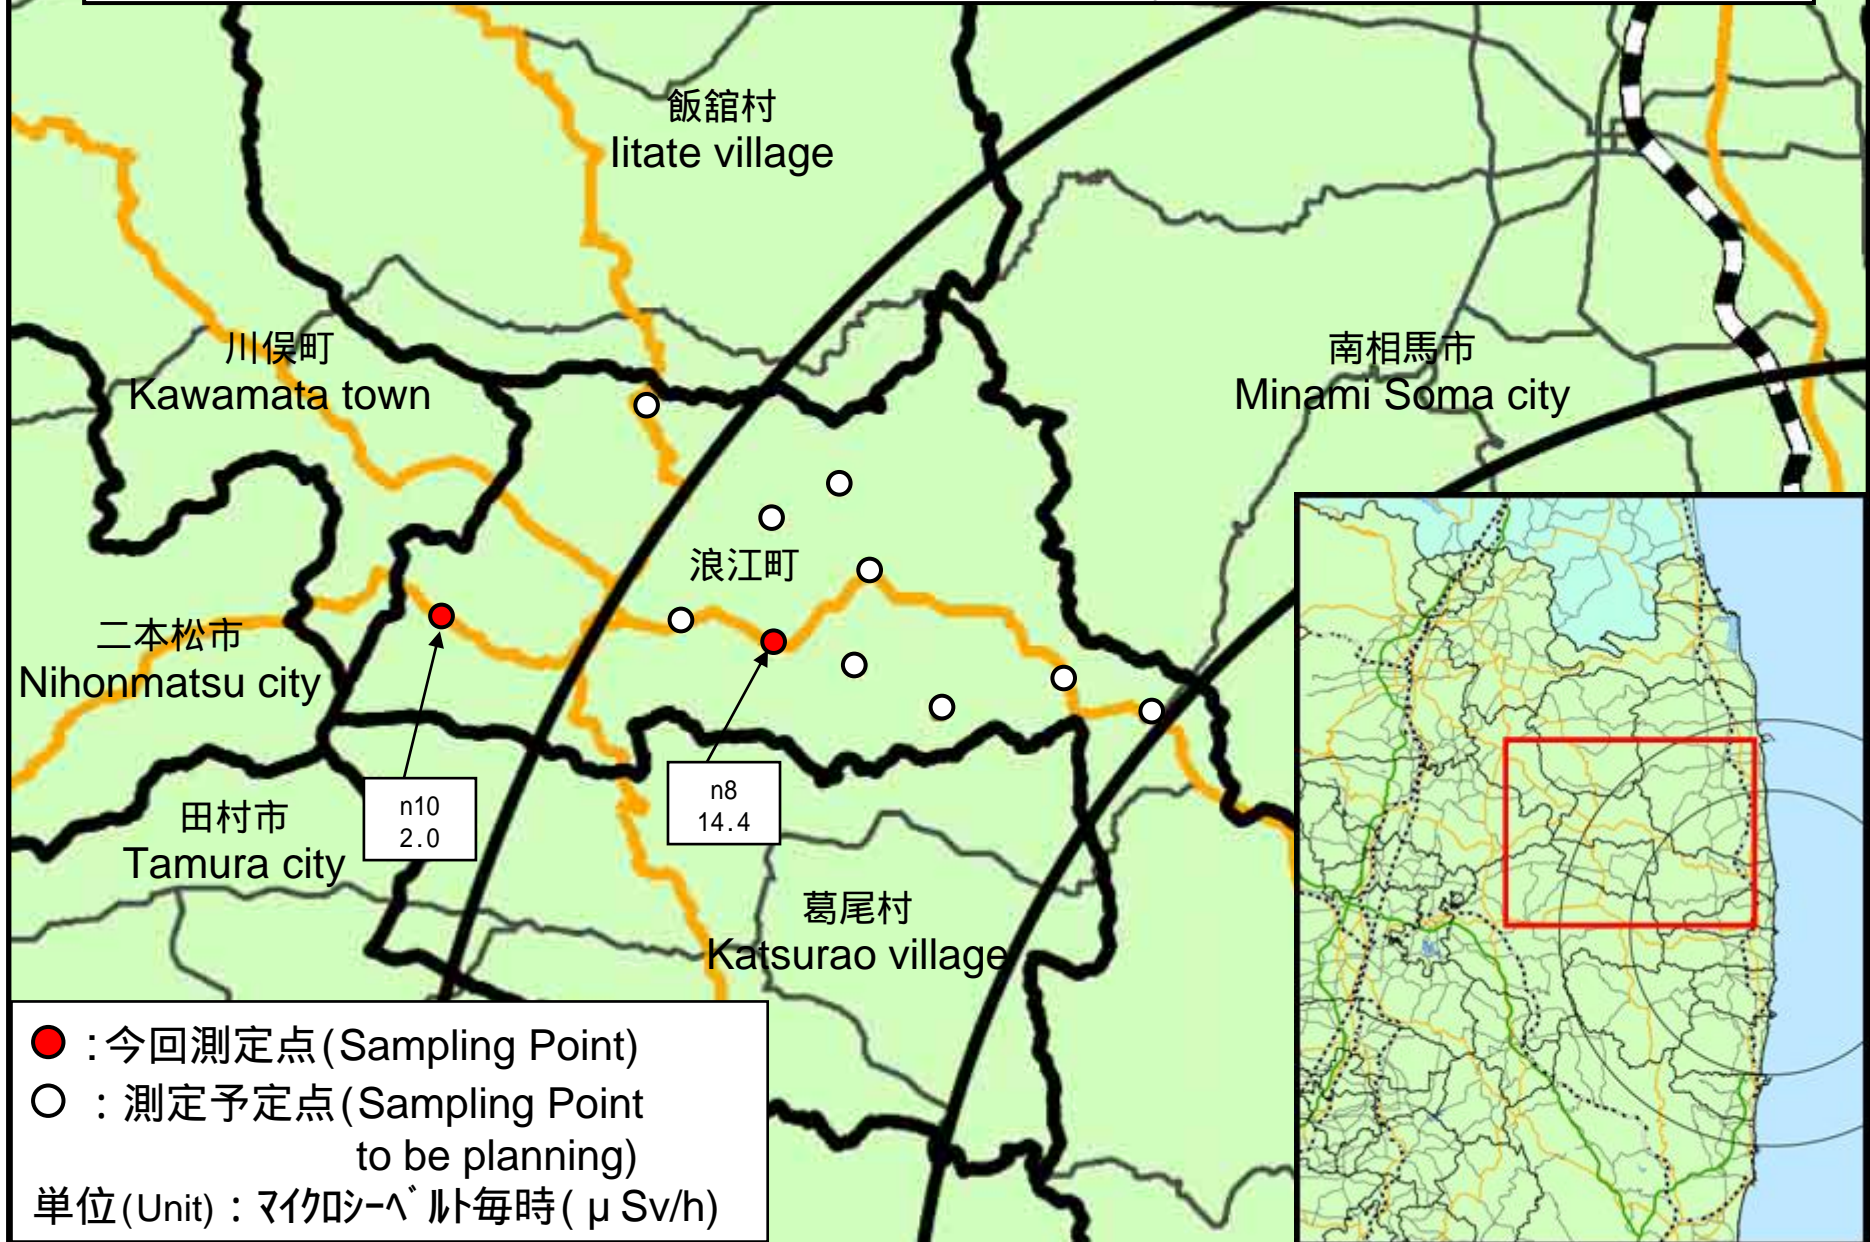 飯舘村
Iitate village
川俣町
Kawamata town
南相馬市
Minami Soma city
浪江町
二本松市
Nihonmatsu city
n10
2.0
n8
14.4
田村市
Tamura city
葛尾村
Katsurao village
：今回測定点(Sampling Point)
：測定予定点(Sampling Point
to be planning)
単位(Unit)：ﾏｲｸﾛｼｰﾍﾞﾙﾄ毎時( μ Sv/h)